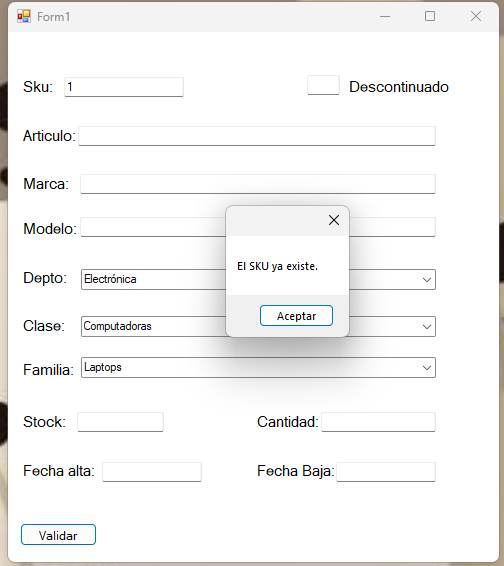 Form1
Sku: 1 Descontinuado
Articulo:
Marca:
Modelo:
El SKU ya existe.
Aceptar
Depto: Electrónica
Clase: Computadoras
Familia: Laptops
Stock: Cantidad:
Fecha alta: Fecha Baja:
Validar